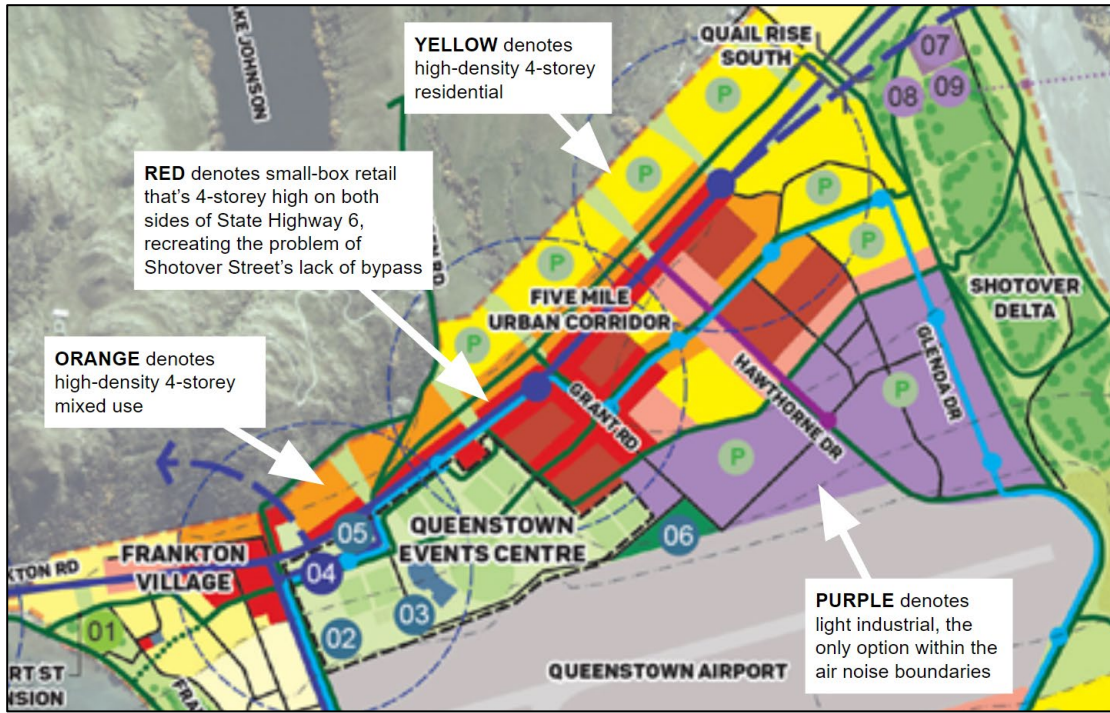 AKE JOHNSON
YELLOW denotes
high-density 4-storey
residential
QUAIL RISE
SOUTH
07
08
09
P
RED denotes small-box retail
that's 4-storey high on both
sides of State Highway 6,
recreating the problem of
Shotover Street's lack of bypass
P
P
P
P
FIVE MILE
URBAN CORRIDOR
SHOTOVER
DELTA
P
ORANGE denotes
high-density 4-storey
mixed use
GRANT RD
HAWTHORNE DR
GLENDA DR
P
P
QUEENSTOWN
EVENTS CENTRE
05
06
FRANKTON
VILLAGE
KTON RD
04
03
02
01
PURPLE denotes
light industrial, the
only option within the
air noise boundaries
QUEENSTOWN AIRPORT
RT ST
NSION
FRA